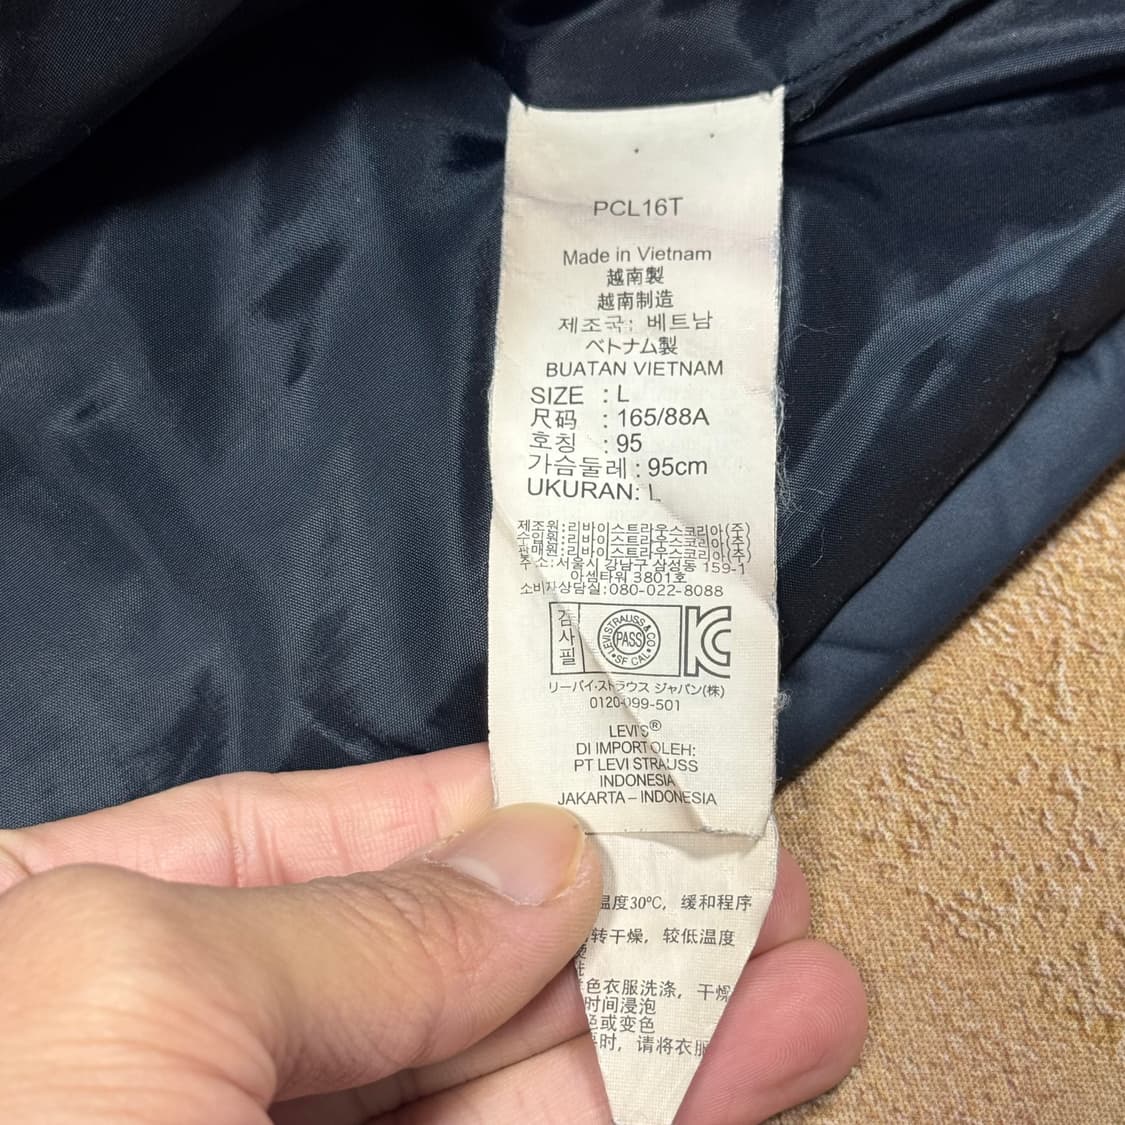 PCL16T
Made in Vietnam
越南製
越南制造
제조국: 베트남
ベトナム製
BUATAN VIETNAM
SIZE : L
尺码 : 165/88A
호칭 : 95
가슴둘레 : 95cm
UKURAN: L
제조원:리바이스트라우스코리아(주)
수입원:리바이스트라우스코리아(주)
판매원:리바이스트라우스코리아(주)
주소:서울시 강남구 삼성동 159-1
아셈타워 3801호
소비자상담실:080-022-8088
검사필
LEVI STRAUSS & CO
PASS
SF CAL
KC
リーバイ·ストラウス ジャパン(株)
0120-099-501
LEVI'S®
DI IMPORT OLEH:
PT LEVI STRAUSS
INDONESIA
JAKARTA – INDONESIA
温度30ºC, 缓和程序
转干燥, 较低温度
色衣服洗涤, 干燥
时间浸泡
色或变色
时, 请将衣服